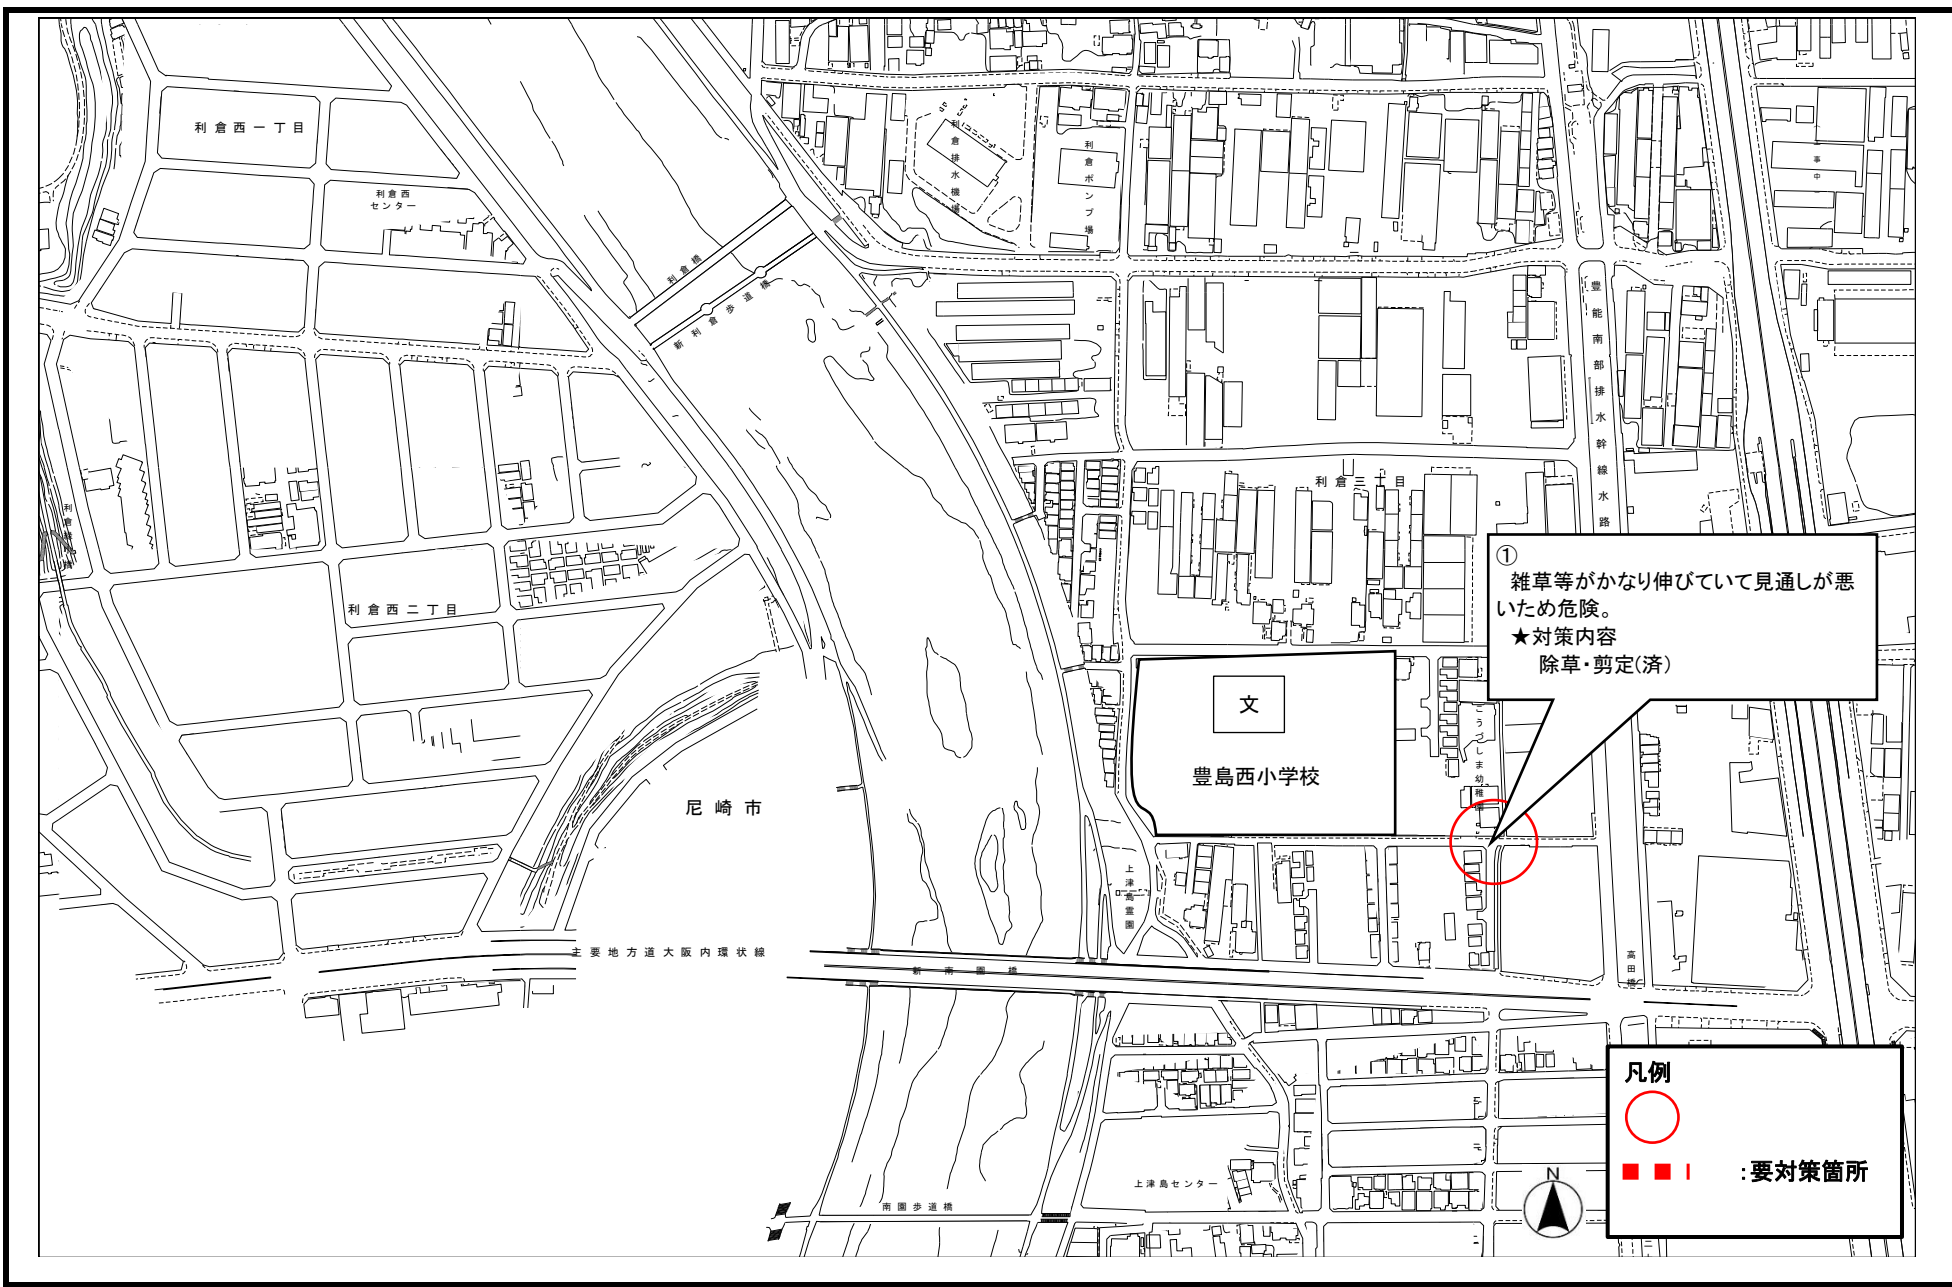 利倉西一丁目
利倉西
センター
利倉排水機場
利倉ポンプ場
工事中
利倉橋
新利倉歩道橋
豊能南部排水幹線水路
利倉三丁目
利倉西二丁目
①
雑草等がかなり伸びていて見通しが悪
いため危険。
★対策内容
除草・剪定(済)
文
豊島西小学校
こうづしま幼稚園
尼崎市
上津島霊園
主要地方道大阪内環状線
新南園橋
高田橋
上津島センター
南園歩道橋
凡例
:要対策箇所
N